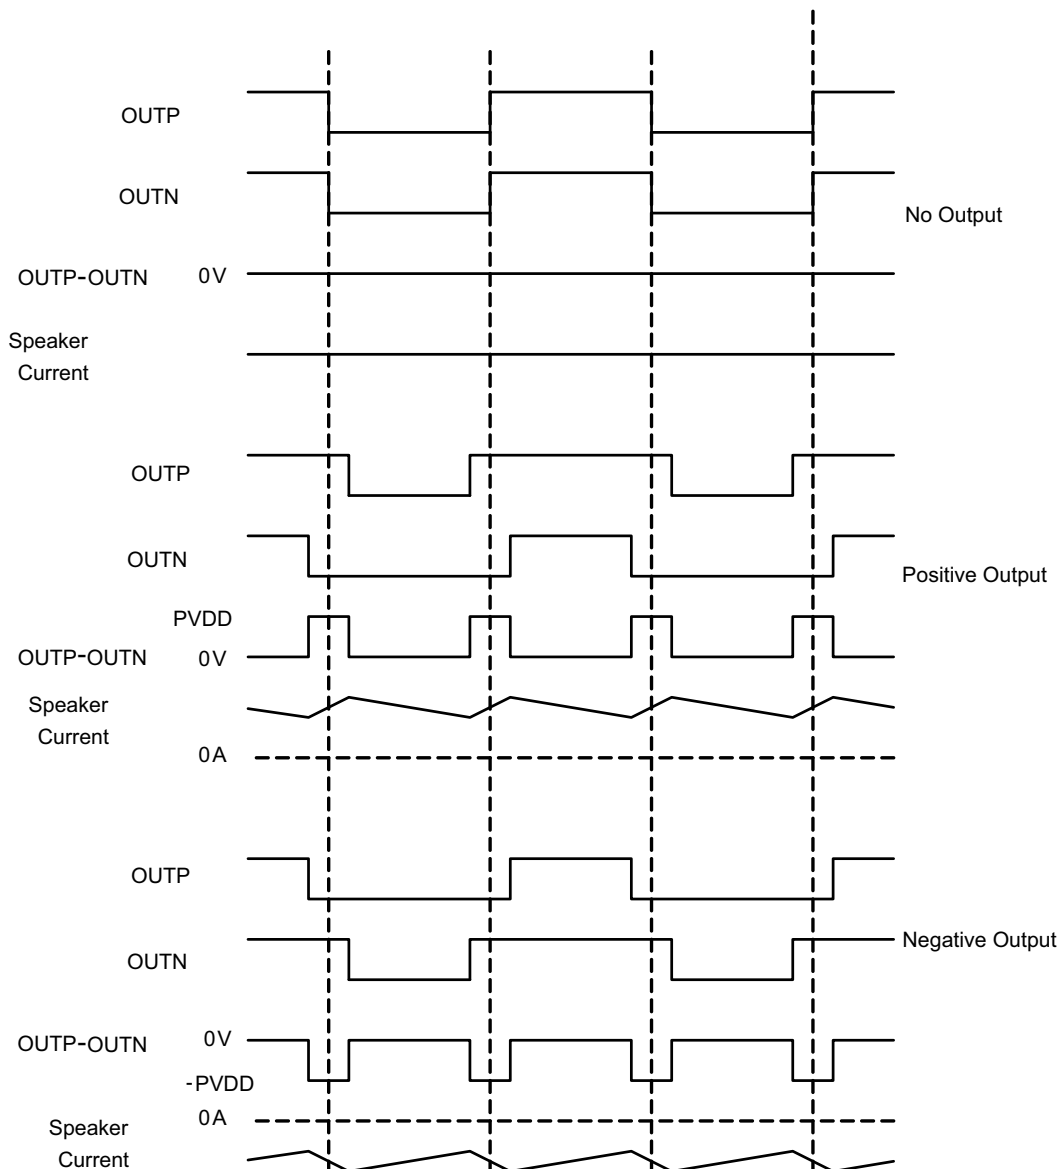 OUTP
OUTN
No Output
OUTP-OUTN 0V
Speaker
Current
OUTP
OUTN
Positive Output
PVDD
OUTP-OUTN 0V
Speaker
Current
0A
OUTP
Negative Output
OUTN
OUTP-OUTN 0V
-PVDD
0A
Speaker
Current